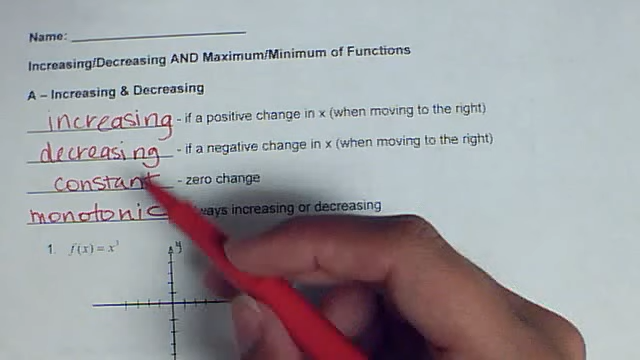 Name:
Increasing/Decreasing AND Maximum/Minimum of Functions
A – Increasing & Decreasing
increasing - if a positive change in x (when moving to the right)
decreasing - if a negative change in x (when moving to the right)
constant - zero change
monotonic ways increasing or decreasing
1. f(x) = x³
y